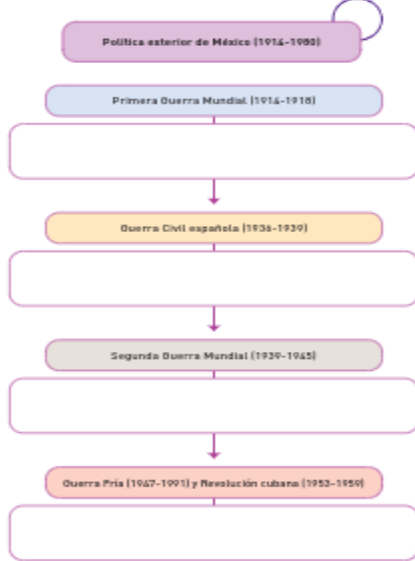 Política exterior de México (1914-1980)
Primera Guerra Mundial (1914-1918)
Guerra Civil española (1936-1939)
Segunda Guerra Mundial (1939-1945)
Guerra Fría (1947-1991) y Revolución cubana (1953-1959)